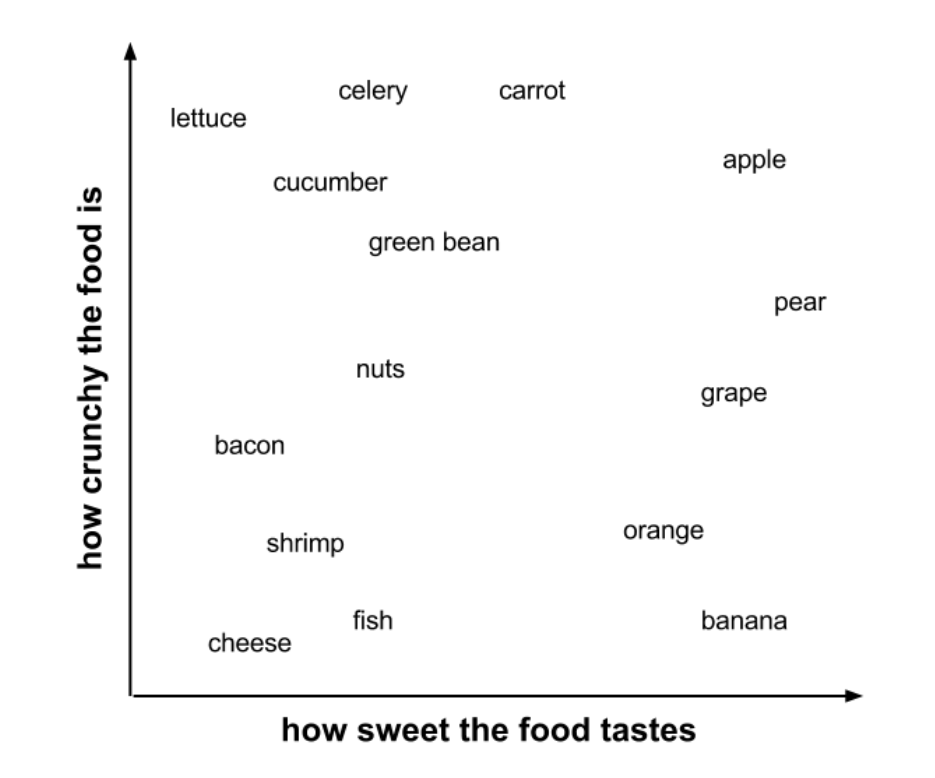 celery
carrot
lettuce
apple
cucumber
green bean
pear
nuts
grape
bacon
orange
shrimp
fish
banana
cheese
how crunchy the food is
how sweet the food tastes